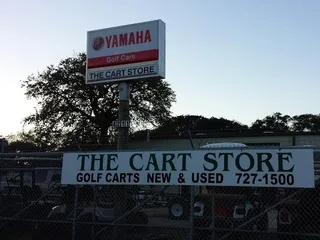 YAMAHA
Golf Cars
THE CART STORE
THE CART STORE
GOLF CARTS NEW & USED 727-1500